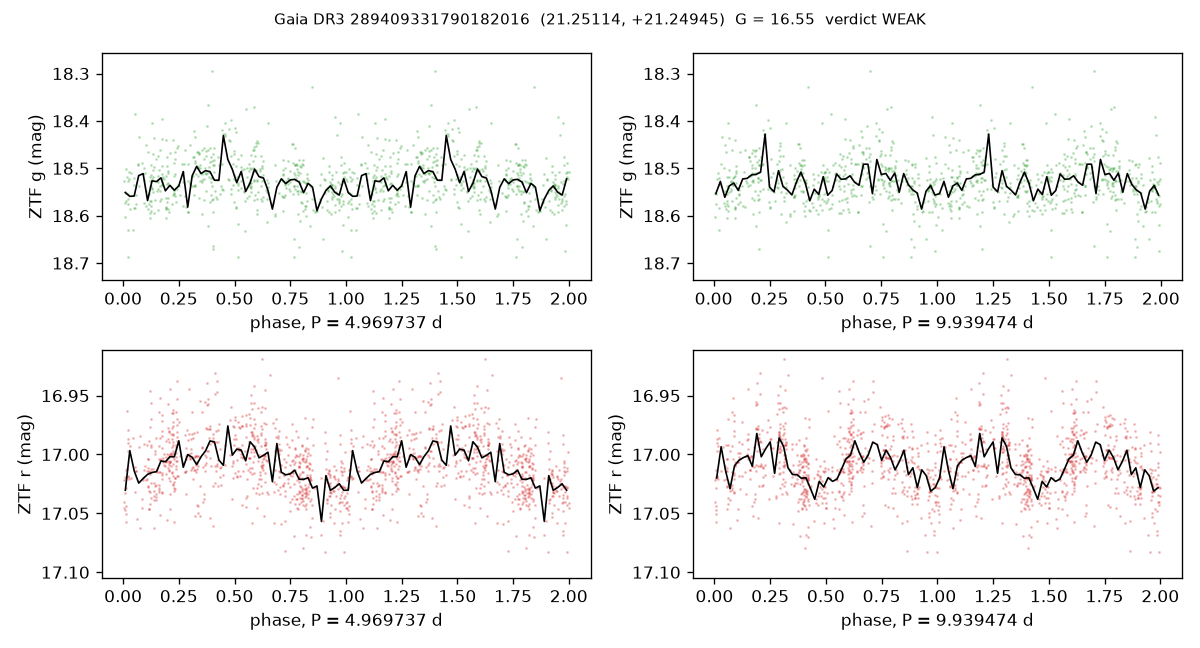 Gaia DR3 289409331790182016 (21.25114, +21.24945) G = 16.55 verdict WEAK
ZTF g (mag)
18.3
18.4
18.5
18.6
18.7
0.00 0.25 0.50 0.75 1.00 1.25 1.50 1.75 2.00
phase, P = 4.969737 d
ZTF g (mag)
18.3
18.4
18.5
18.6
18.7
0.00 0.25 0.50 0.75 1.00 1.25 1.50 1.75 2.00
phase, P = 9.939474 d
ZTF r (mag)
16.95
17.00
17.05
17.10
0.00 0.25 0.50 0.75 1.00 1.25 1.50 1.75 2.00
phase, P = 4.969737 d
ZTF r (mag)
16.95
17.00
17.05
17.10
0.00 0.25 0.50 0.75 1.00 1.25 1.50 1.75 2.00
phase, P = 9.939474 d